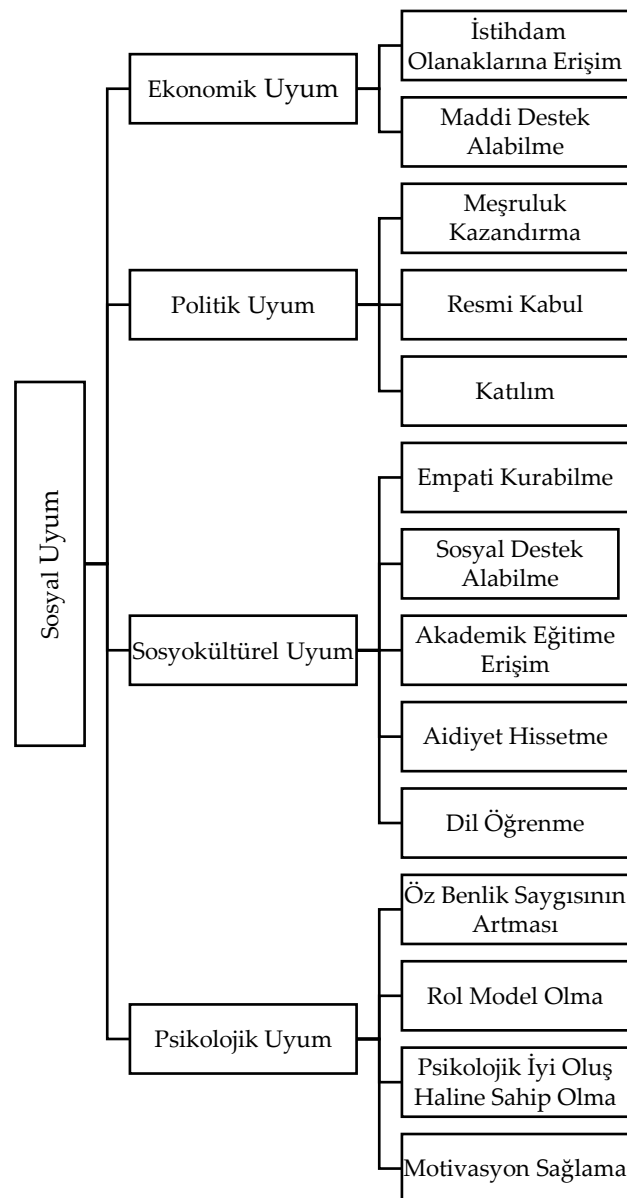 Sosyal Uyum
Ekonomik Uyum
İstihdam
Olanaklarına Erişim
Maddi Destek
Alabilme
Politik Uyum
Meşruluk
Kazandırma
Resmi Kabul
Katılım
Sosyokültürel Uyum
Empati Kurabilme
Sosyal Destek
Alabilme
Akademik Eğitime
Erişim
Aidiyet Hissetme
Dil Öğrenme
Psikolojik Uyum
Öz Benlik Saygısının
Artması
Rol Model Olma
Psikolojik İyi Oluş
Haline Sahip Olma
Motivasyon Sağlama